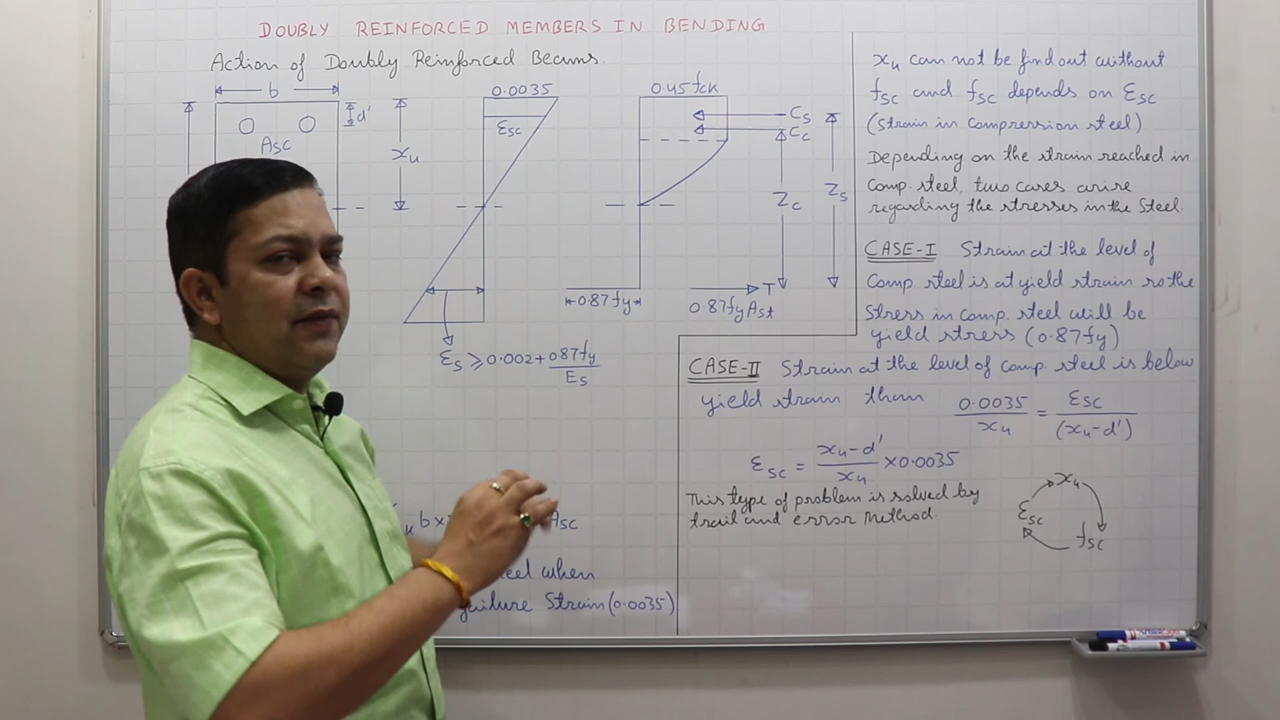 DOUBLY REINFORCED MEMBERS IN BENDING
Action of Doubly Reinforced Beams.
b
d'
Asc
xu
0.0035
εsc
εs ⩾ 0.002 + 0.87fy/Es
0.45fck
Cs
Cc
Zc
Zs
0.87fy
T
0.87fyAst
xu can not be find out without
fsc and fsc depends on εsc
(Strain in compression steel)
Depending on the strain reached in
Comp. steel, two cases arise
regarding the stresses in the Steel.
CASE-I Strain at the level of
Comp. steel is at yield strain so the
Stress in comp. steel will be
yield stress (0.87fy)
CASE-II Strain at the level of comp. steel is below
yield strain than 0.0035/xu = εsc/(xu-d')
εsc = xu-d'/xu × 0.0035
This type of problem is solved by
trail and error method.
xu
εsc
fsc
b×
Asc
when
failure Strain (0.0035)